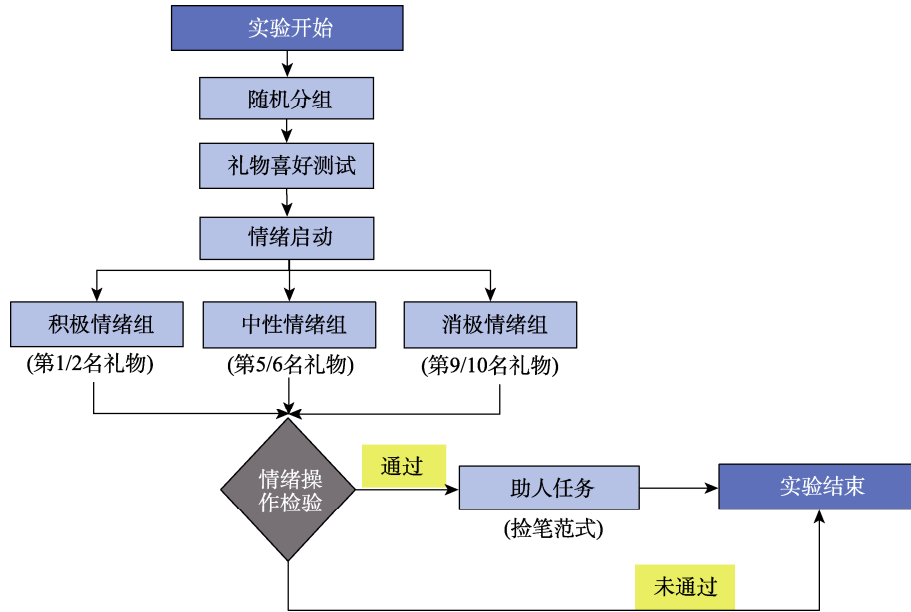 实验开始
随机分组
礼物喜好测试
情绪启动
积极情绪组
中性情绪组
消极情绪组
(第1/2名礼物)
(第5/6名礼物)
(第9/10名礼物)
情绪操
作检验
通过
助人任务
(捡笔范式)
实验结束
未通过